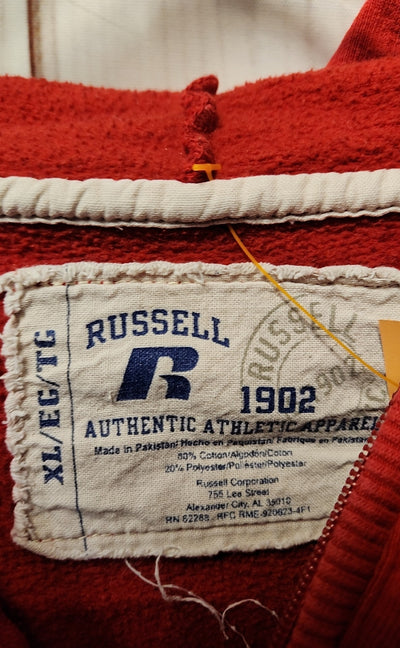 XL/EG/TG
RUSSELL
R
RUSSELL
1902
1902
AUTHENTIC ATHLETIC APPAREL
Made in Pakistan/ Hecho en Paquistan/ Fabrique en Pakistan
80% Cotton/Algodón/Coton
20% Polyester/Poliéster/Polyester
Russell Corporation
755 Lee Street
Alexander City, AL 35010
RN 62288 - RFC RME-920623-4F1